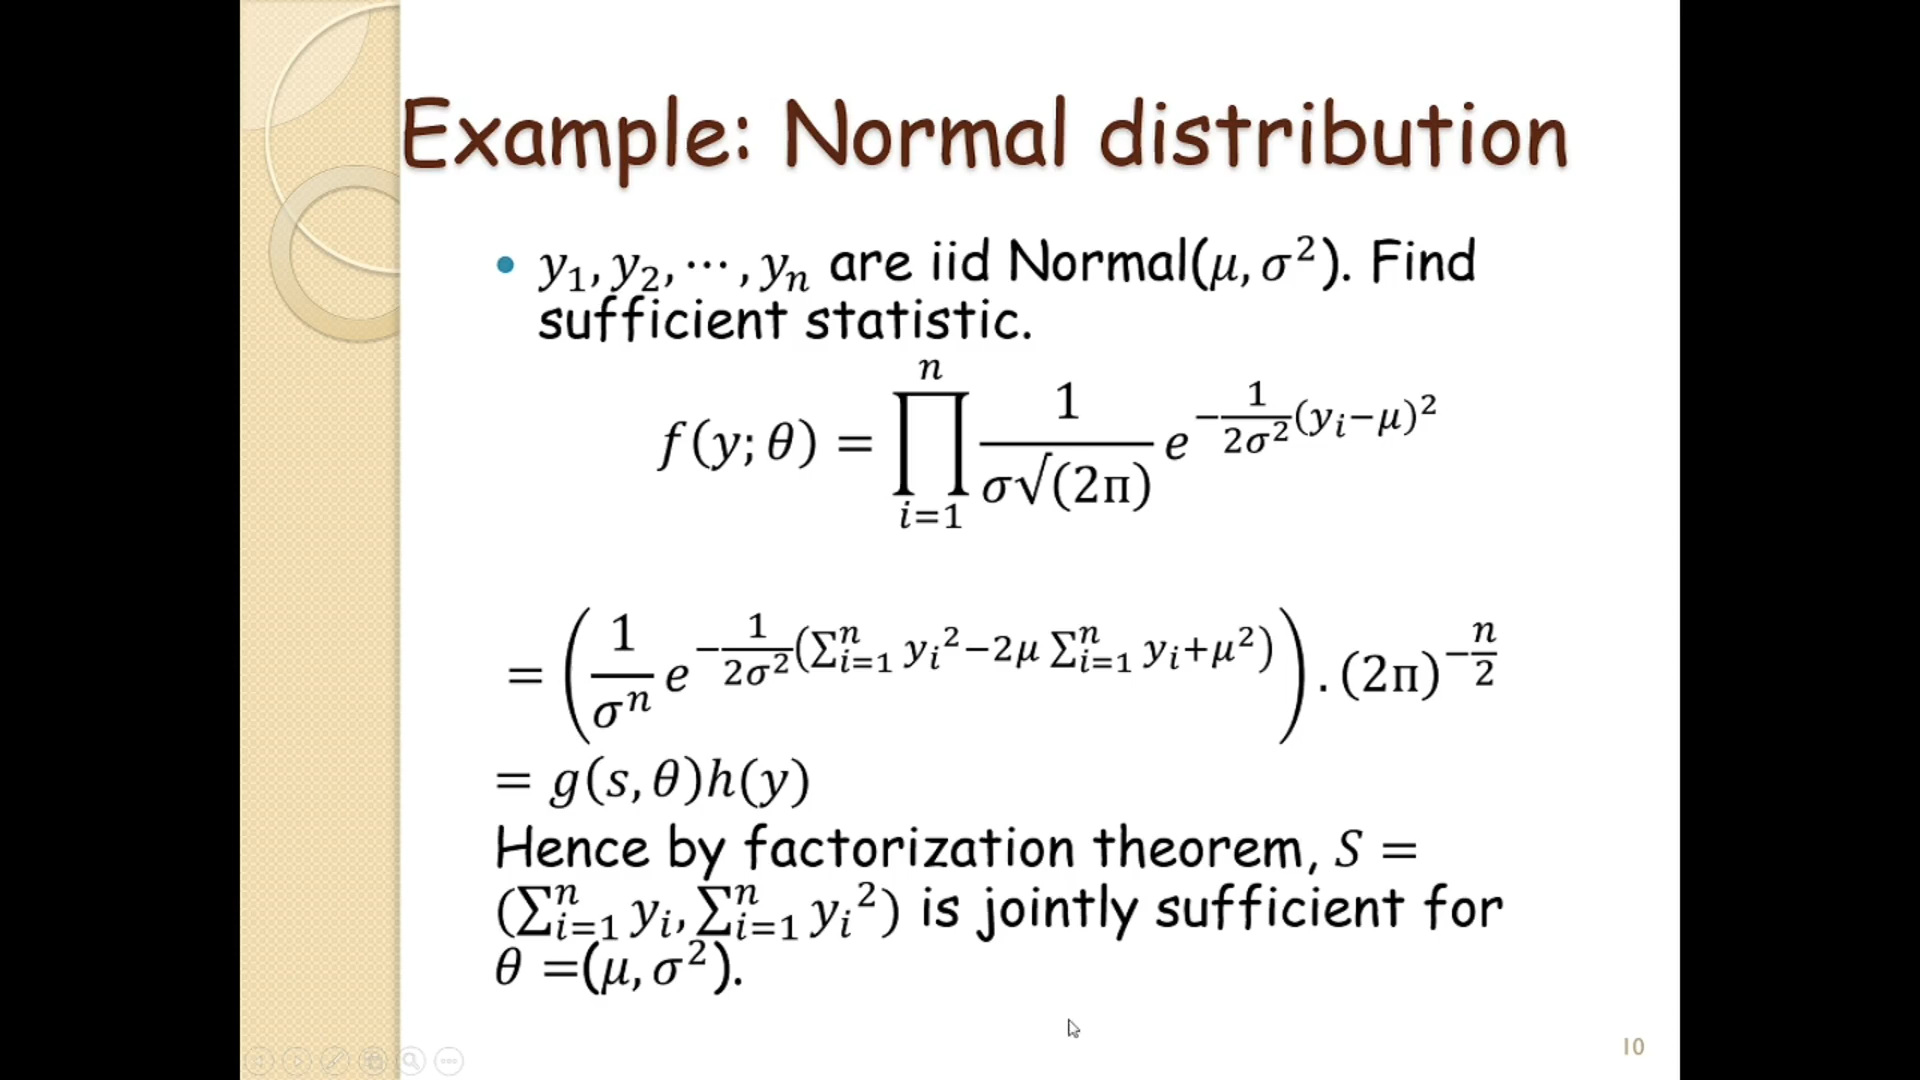 Example: Normal distribution
• y₁, y₂, ⋯ , yₙ are iid Normal(μ, σ²). Find
sufficient statistic.
f(y; θ) = ∏ᵢ₌₁ⁿ 1/(σ√(2π)) e^(−1/(2σ²)(yᵢ−μ)²)
= (1/σⁿ e^(−1/(2σ²)(∑ᵢ₌₁ⁿ yᵢ²−2μ ∑ᵢ₌₁ⁿ yᵢ+μ²))) . (2π)^(−n/2)
= g(s, θ)h(y)
Hence by factorization theorem, S =
(∑ᵢ₌₁ⁿ yᵢ, ∑ᵢ₌₁ⁿ yᵢ²) is jointly sufficient for
θ =(μ, σ²).
10